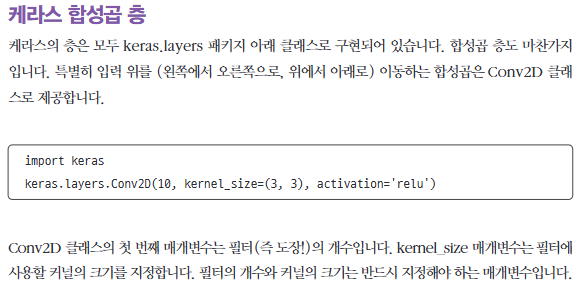 케라스 합성곱 층
케라스의 층은 모두 keras.layers 패키지 아래 클래스로 구현되어 있습니다. 합성곱 층도 마찬가지
입니다. 특별히 입력 위를 (왼쪽에서 오른쪽으로, 위에서 아래로) 이동하는 합성곱은 Conv2D 클래
스로 제공합니다.
import keras
keras.layers.Conv2D(10, kernel_size=(3, 3), activation='relu')
Conv2D 클래스의 첫 번째 매개변수는 필터(즉 도장!)의 개수입니다. kernel_size 매개변수는 필터에
사용할 커널의 크기를 지정합니다. 필터의 개수와 커널의 크기는 반드시 지정해야 하는 매개변수입니다.